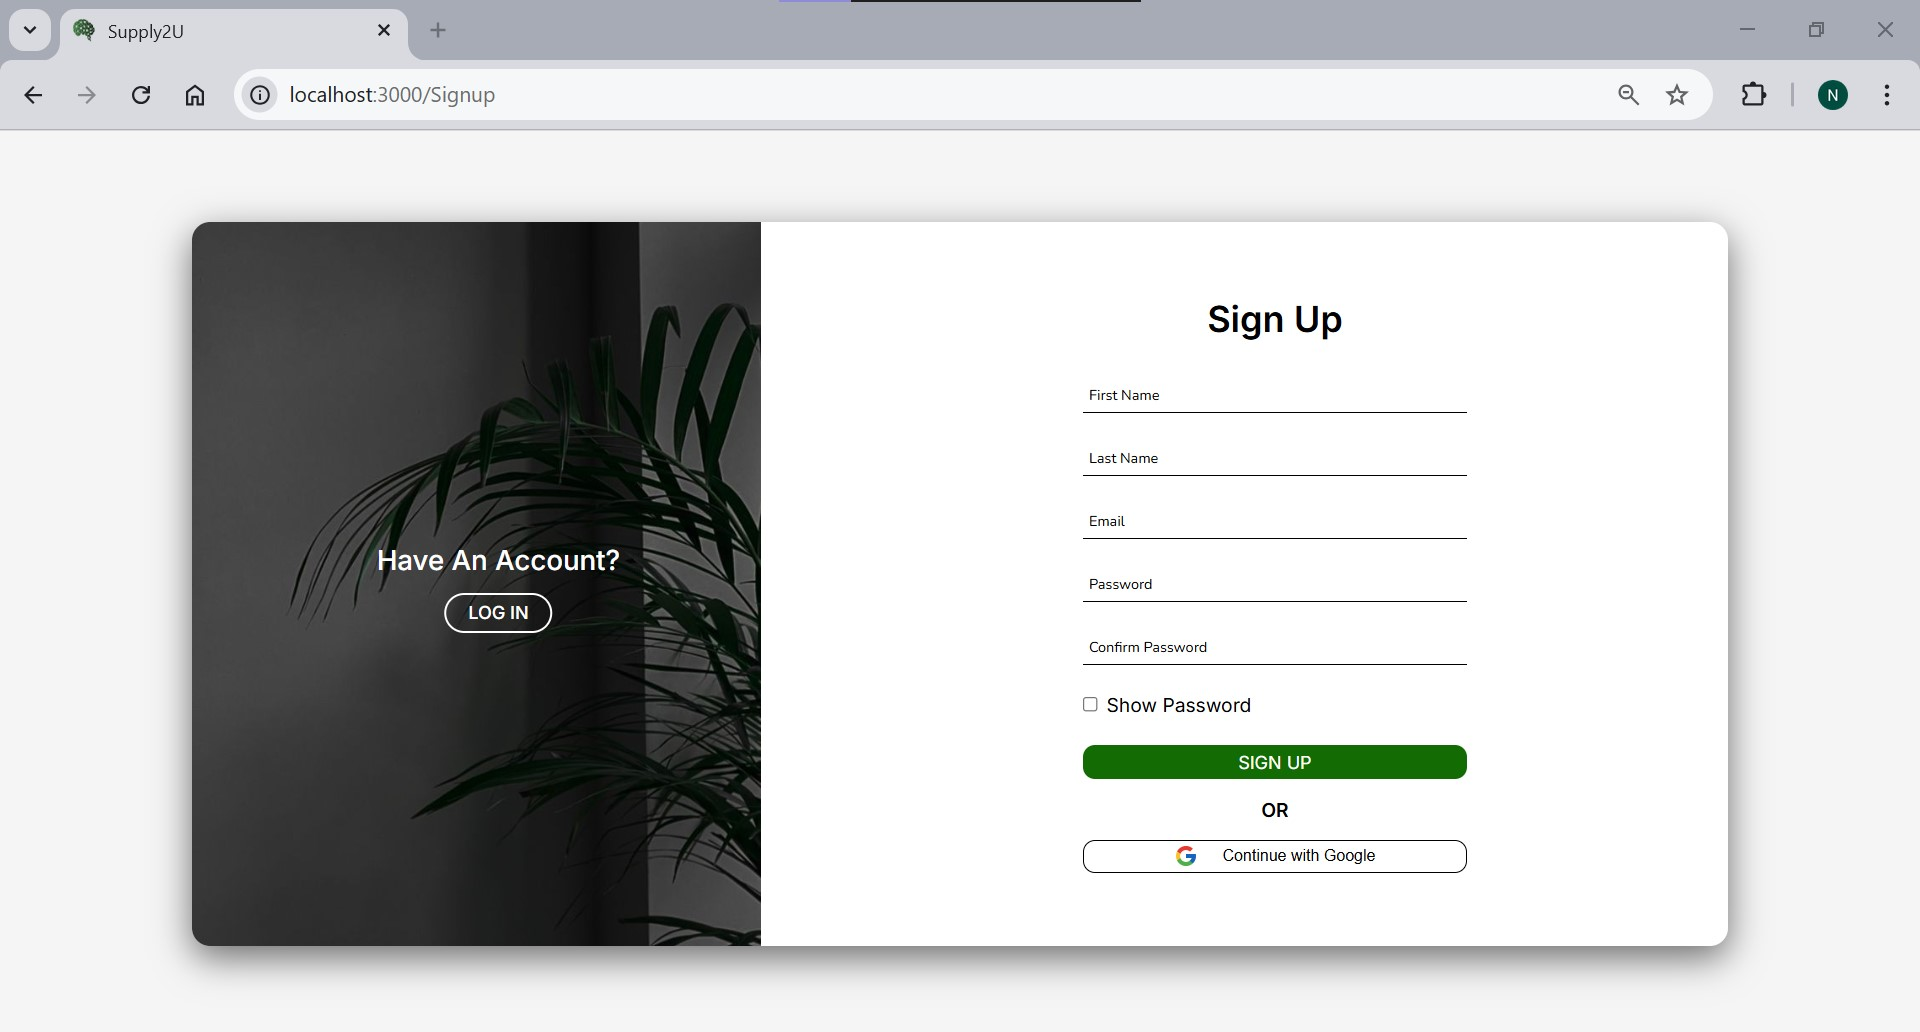 Supply2U
localhost:3000/Signup
N
Have An Account?
LOG IN
Sign Up
First Name
Last Name
Email
Password
Confirm Password
Show Password
SIGN UP
OR
Continue with Google